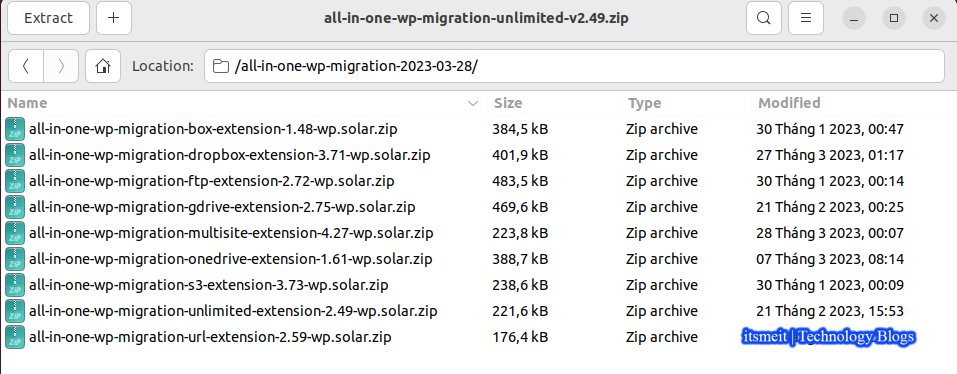 Extract
all-in-one-wp-migration-unlimited-v2.49.zip
Location: /all-in-one-wp-migration-2023-03-28/
Name Size Type Modified
all-in-one-wp-migration-box-extension-1.48-wp.solar.zip 384,5 kB Zip archive 30 Tháng 1 2023, 00:47
all-in-one-wp-migration-dropbox-extension-3.71-wp.solar.zip 401,9 kB Zip archive 27 Tháng 3 2023, 01:17
all-in-one-wp-migration-ftp-extension-2.72-wp.solar.zip 483,5 kB Zip archive 30 Tháng 1 2023, 00:14
all-in-one-wp-migration-gdrive-extension-2.75-wp.solar.zip 469,6 kB Zip archive 21 Tháng 2 2023, 00:25
all-in-one-wp-migration-multisite-extension-4.27-wp.solar.zip 223,8 kB Zip archive 28 Tháng 3 2023, 00:07
all-in-one-wp-migration-onedrive-extension-1.61-wp.solar.zip 388,7 kB Zip archive 07 Tháng 3 2023, 08:14
all-in-one-wp-migration-s3-extension-3.73-wp.solar.zip 238,6 kB Zip archive 30 Tháng 1 2023, 00:09
all-in-one-wp-migration-unlimited-extension-2.49-wp.solar.zip 221,6 kB Zip archive 21 Tháng 2 2023, 15:53
all-in-one-wp-migration-url-extension-2.59-wp.solar.zip 176,4 kB Zip archive itsmeit | Technology Blogs